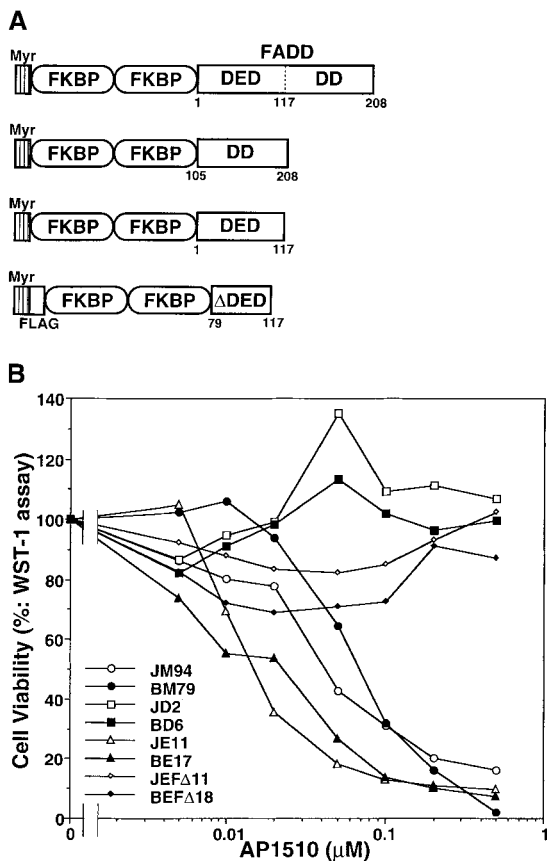 A
FADD
Myr
FKBP FKBP DED DD
1 117 208
Myr
FKBP FKBP DD
105 208
Myr
FKBP FKBP DED
1 117
Myr
FKBP FKBP ΔDED
FLAG 79 117
B
Cell Viability (%: WST-1 assay)
140
120
100
80
60
40
20
0
JM94
BM79
JD2
BD6
JE11
BE17
JEFΔ11
BEFΔ18
0 0.01 0.1 1
AP1510 (μM)